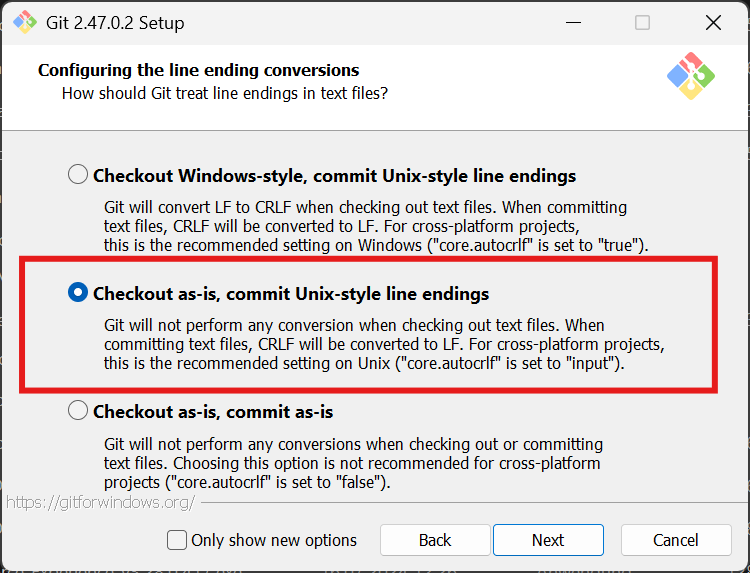 Git 2.47.0.2 Setup
Configuring the line ending conversions
How should Git treat line endings in text files?
Checkout Windows-style, commit Unix-style line endings
Git will convert LF to CRLF when checking out text files. When committing
text files, CRLF will be converted to LF. For cross-platform projects,
this is the recommended setting on Windows ("core.autocrlf" is set to "true").
Checkout as-is, commit Unix-style line endings
Git will not perform any conversion when checking out text files. When
committing text files, CRLF will be converted to LF. For cross-platform projects,
this is the recommended setting on Unix ("core.autocrlf" is set to "input").
Checkout as-is, commit as-is
Git will not perform any conversions when checking out or committing
text files. Choosing this option is not recommended for cross-platform
projects ("core.autocrlf" is set to "false").
https://gitforwindows.org/
Only show new options
Back
Next
Cancel